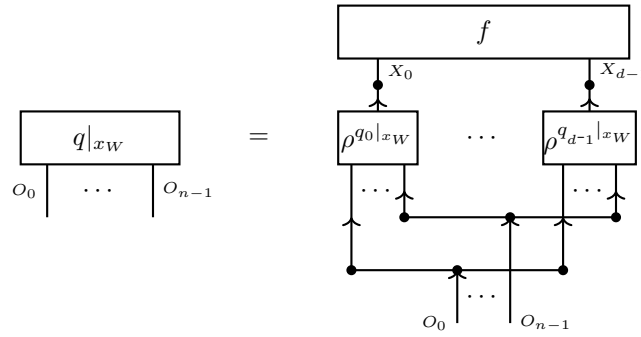 f
X_0 X_{d-
q|_{x_W} = ρ^{q_0|_{x_W}} ⋯ ρ^{q_{d-1}|_{x_W}}
O_0 ⋯ O_{n-1} ⋯ ⋯
O_0 ⋯ O_{n-1}